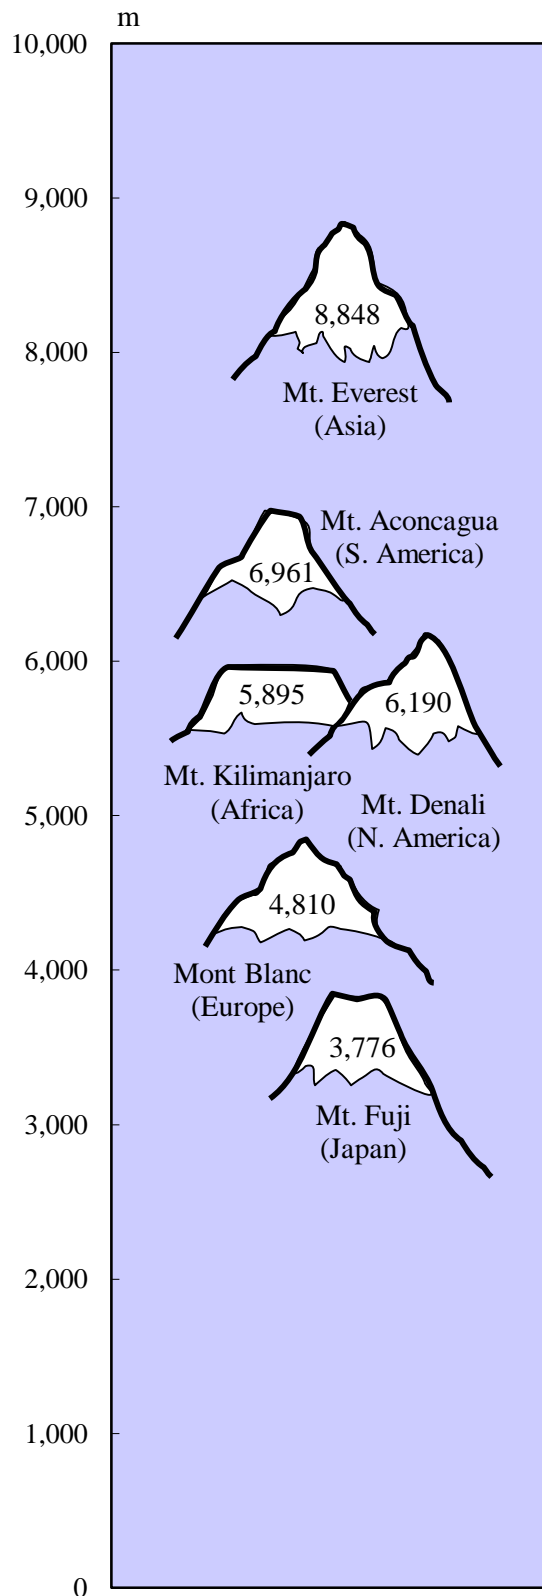 m
10,000
9,000
8,848
8,000
Mt. Everest
(Asia)
7,000
Mt. Aconcagua
(S. America)
6,961
6,000
5,895
6,190
Mt. Kilimanjaro
(Africa)
5,000
Mt. Denali
(N. America)
4,810
4,000
Mont Blanc
(Europe)
3,776
3,000
Mt. Fuji
(Japan)
2,000
1,000
0